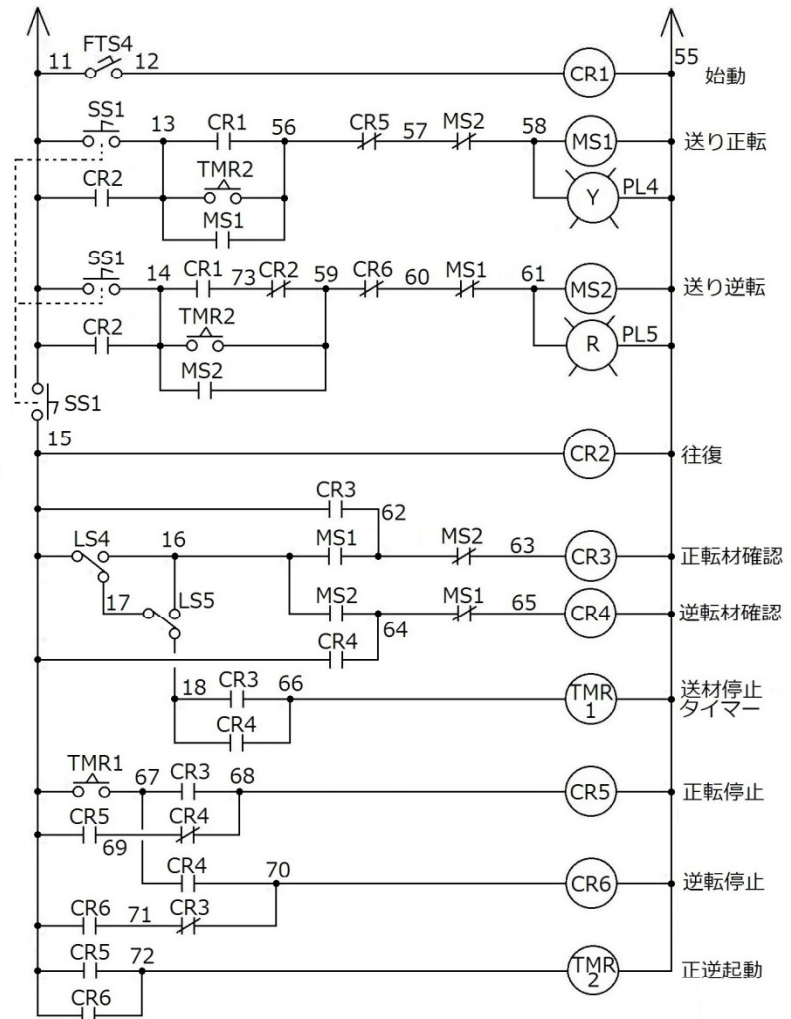 FTS4
11 12 CR1 55 始動
SS1 13 CR1 56 CR5 57 MS2 58 MS1 送り正転
CR2 TMR2 Y PL4
MS1
SS1 14 CR1 73 CR2 59 CR6 60 MS1 61 MS2 送り逆転
CR2 TMR2 R PL5
MS2
SS1
15 CR2 往復
CR3 62
LS4 16 MS1 MS2 63 CR3 正転材確認
17 LS5 MS2 64 MS1 65 CR4 逆転材確認
CR4
18 CR3 66 TMR 1 送材停止
CR4 タイマー
TMR1 67 CR3 68 CR5 正転停止
CR5 69 CR4
CR4 70 CR6 逆転停止
CR6 71 CR3
CR5 72 TMR 2 正逆起動
CR6